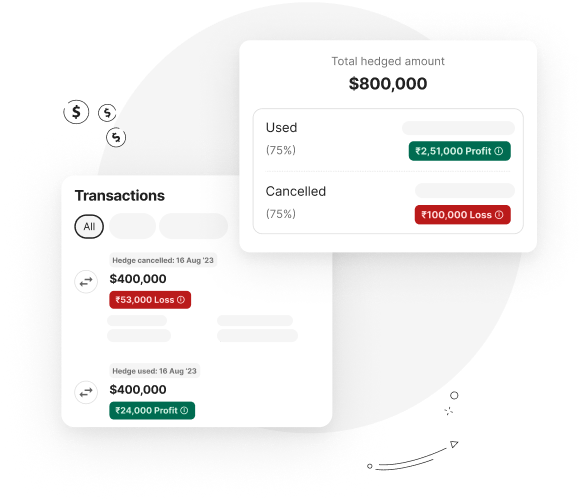 Total hedged amount
$800,000
Used
(75%)
₹2,51,000 Profit
Cancelled
(75%)
₹100,000 Loss
$
$
$
Transactions
All
Hedge cancelled: 16 Aug '23
$400,000
₹53,000 Loss
Hedge used: 16 Aug '23
$400,000
₹24,000 Profit